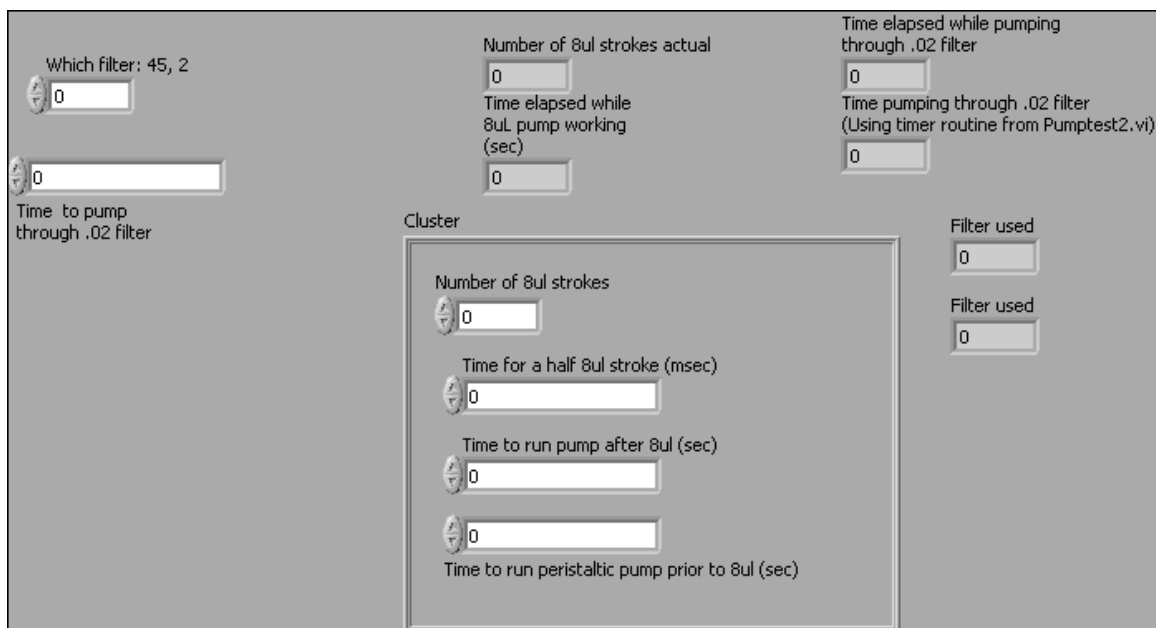 Which filter: 45, 2
0
0
Time to pump
through .02 filter
Number of 8ul strokes actual
0
Time elapsed while
8uL pump working
(sec)
0
Time elapsed while pumping
through .02 filter
0
Time pumping through .02 filter
(Using timer routine from Pumptest2.vi)
0
Cluster
Number of 8ul strokes
0
Time for a half 8ul stroke (msec)
0
Time to run pump after 8ul (sec)
0
0
Time to run peristaltic pump prior to 8ul (sec)
Filter used
0
Filter used
0